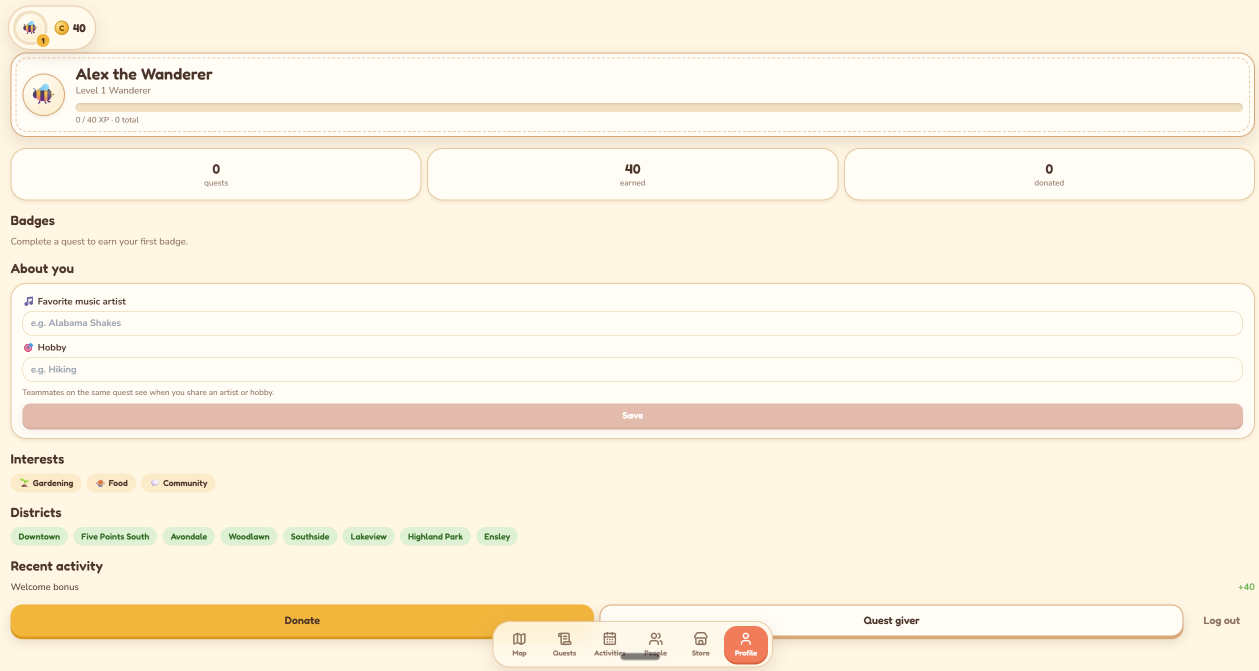 1
C 40
Alex the Wanderer
Level 1 Wanderer
0 / 40 XP · 0 total
0
quests
40
earned
0
donated
Badges
Complete a quest to earn your first badge.
About you
Favorite music artist
e.g. Alabama Shakes
Hobby
e.g. Hiking
Teammates on the same quest see when you share an artist or hobby.
Save
Interests
Gardening Food Community
Districts
Downtown Five Points South Avondale Woodlawn Southside Lakeview Highland Park Ensley
Recent activity
Welcome bonus +40
Donate Quest giver Log out
Map Quests Activities People Store Profile